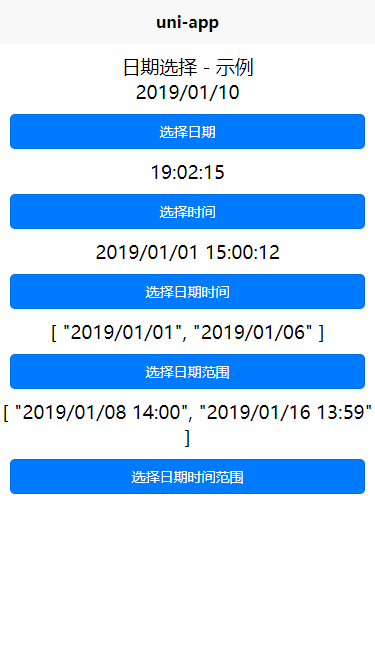 uni-app
日期选择 - 示例
2019/01/10
选择日期
19:02:15
选择时间
2019/01/01 15:00:12
选择日期时间
[ "2019/01/01", "2019/01/06" ]
选择日期范围
[ "2019/01/08 14:00", "2019/01/16 13:59"
]
选择日期时间范围